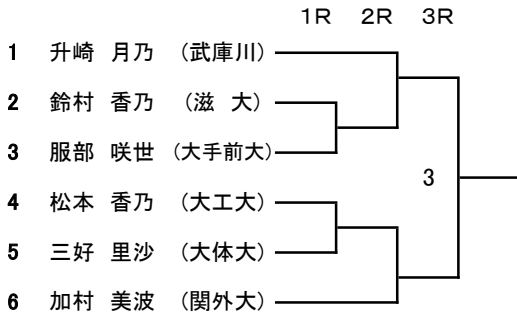 1R 2R 3R
1 升崎 月乃 (武庫川)
2 鈴村 香乃 (滋 大)
3 服部 咲世 (大手前大)
3
4 松本 香乃 (大工大)
5 三好 里沙 (大体大)
6 加村 美波 (関外大)